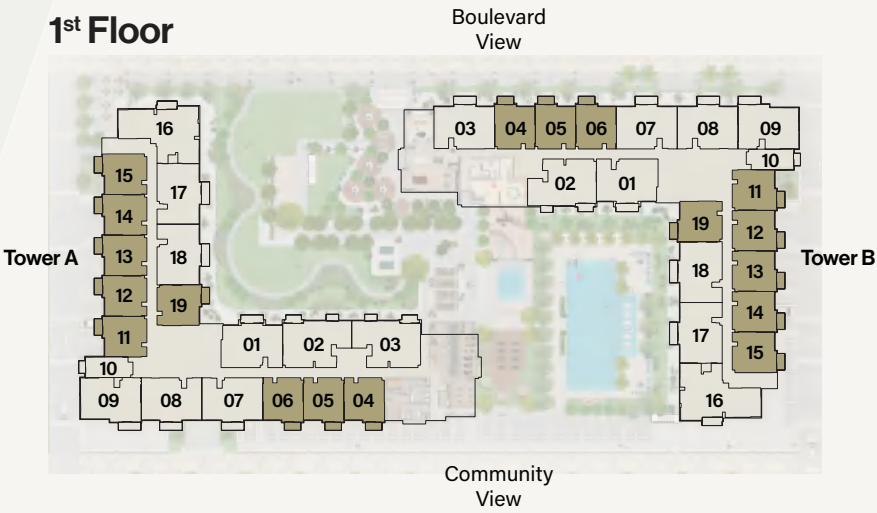 1st Floor
Boulevard
View
03 04 05 06 07 08 09
10
02 01
11
12
13
14
15
19
18
17
16
Tower B
16
15
14
13
12
11
17
18
19
Tower A
01 02 03
10
09 08 07 06 05 04
Community
View